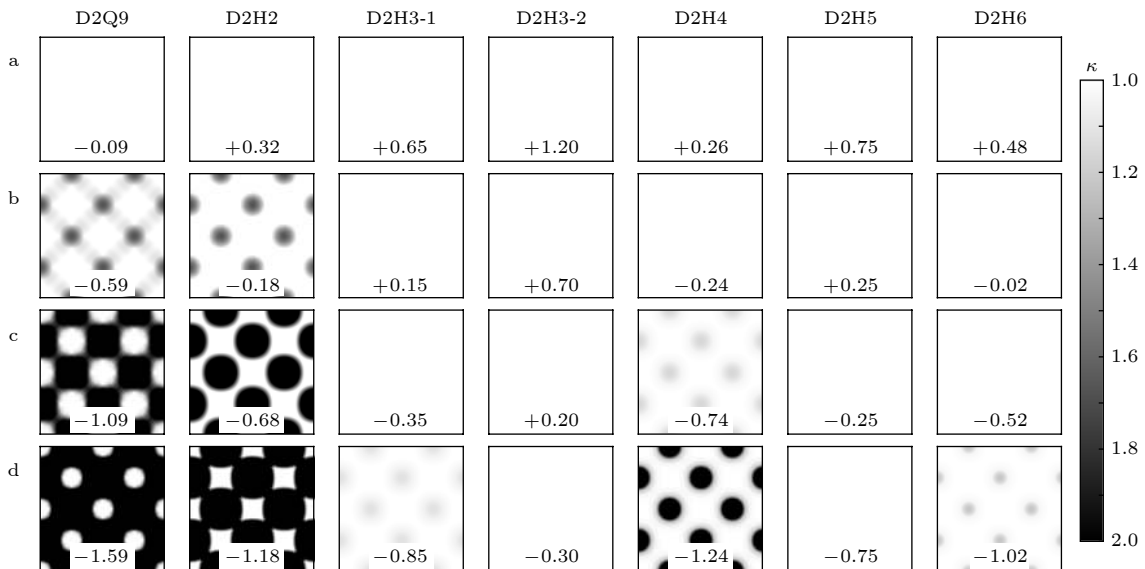 D2Q9 D2H2 D2H3-1 D2H3-2 D2H4 D2H5 D2H6
κ
a
−0.09 +0.32 +0.65 +1.20 +0.26 +0.75 +0.48
b
−0.59 −0.18 +0.15 +0.70 −0.24 +0.25 −0.02
c
−1.09 −0.68 −0.35 +0.20 −0.74 −0.25 −0.52
d
−1.59 −1.18 −0.85 −0.30 −1.24 −0.75 −1.02
1.0
1.2
1.4
1.6
1.8
2.0